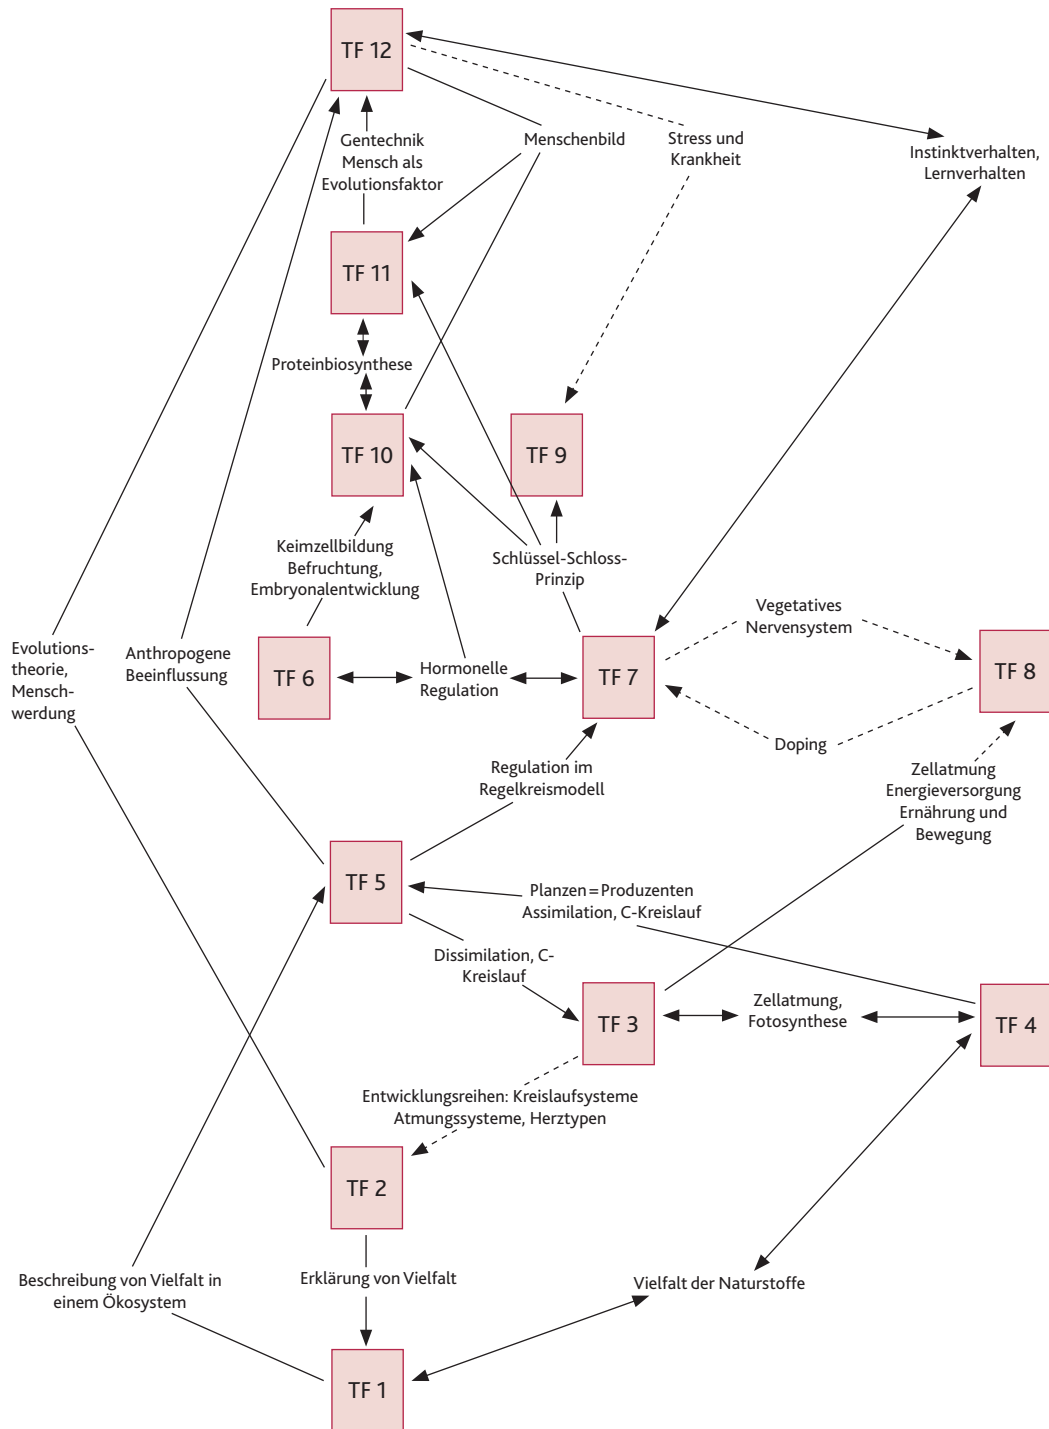 TF 12
Gentechnik
Mensch als
Evolutionsfaktor
Menschenbild
Stress und
Krankheit
Instinktverhalten,
Lernverhalten
TF 11
Proteinbiosynthese
TF 10
TF 9
Keimzellbildung
Befruchtung,
Embryonalentwicklung
Schlüssel-Schloss-
Prinzip
Evolutions-
theorie,
Mensch-
werdung
Anthropogene
Beeinflussung
TF 6
Hormonelle
Regulation
TF 7
Vegetatives
Nervensystem
TF 8
Doping
Regulation im
Regelkreismodell
Zellatmung
Energieversorgung
Ernährung und
Bewegung
TF 5
Planzen = Produzenten
Assimilation, C-Kreislauf
Dissimilation, C-
Kreislauf
TF 3
Zellatmung,
Fotosynthese
TF 4
Entwicklungsreihen: Kreislaufsysteme
Atmungssysteme, Herztypen
TF 2
Beschreibung von Vielfalt in
einem Ökosystem
Erklärung von Vielfalt
Vielfalt der Naturstoffe
TF 1